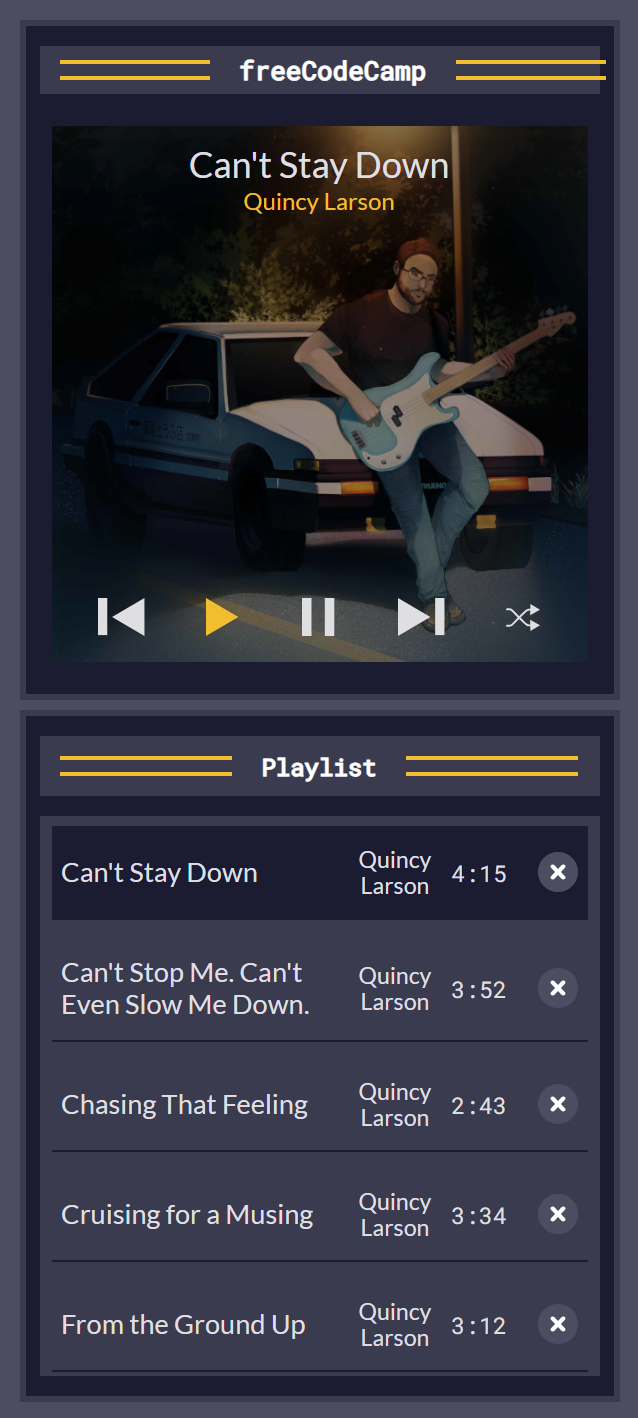 freeCodeCamp
Can't Stay Down
Quincy Larson
Playlist
Can't Stay Down
Quincy
Larson
4:15
Can't Stop Me. Can't
Even Slow Me Down.
Quincy
Larson
3:52
Chasing That Feeling
Quincy
Larson
2:43
Cruising for a Musing
Quincy
Larson
3:34
From the Ground Up
Quincy
Larson
3:12